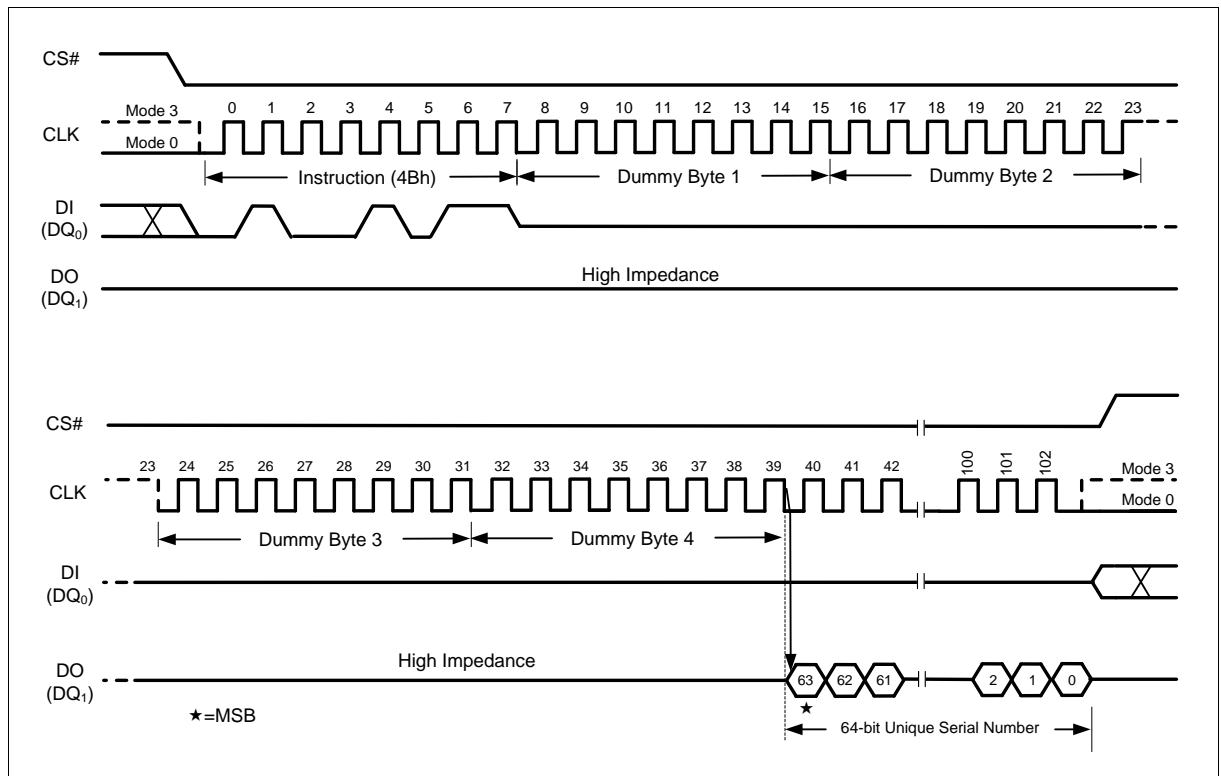 CS#
Mode 3
0 1 2 3 4 5 6 7 8 9 10 11 12 13 14 15 16 17 18 19 20 21 22 23
CLK
Mode 0
Instruction (4Bh) Dummy Byte 1 Dummy Byte 2
DI
(DQ0)
High Impedance
DO
(DQ1)
CS#
23 24 25 26 27 28 29 30 31 32 33 34 35 36 37 38 39 40 41 42 100 101 102
Mode 3
CLK
Mode 0
Dummy Byte 3 Dummy Byte 4
DI
(DQ0)
High Impedance
DO
(DQ1)
63 62 61 2 1 0
★=MSB
★
64-bit Unique Serial Number